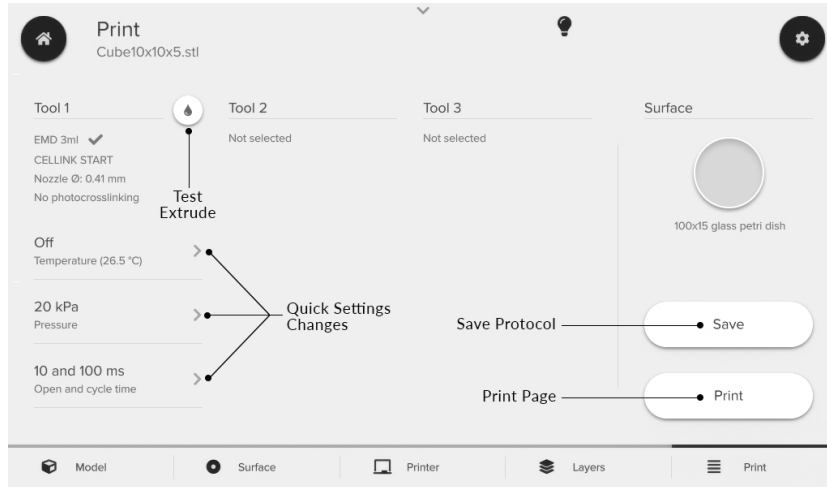 Print
Cube10x10x5.stl
Tool 1
Tool 2
Tool 3
Surface
EMD 3ml
CELLINK START
Nozzle Ø: 0.41 mm
No photocrosslinking
Not selected
Not selected
Test
Extrude
100x15 glass petri dish
Off
Temperature (26.5 °C)
20 kPa
Pressure
10 and 100 ms
Open and cycle time
Quick Settings
Changes
Save Protocol
Save
Print Page
Print
Model
Surface
Printer
Layers
Print